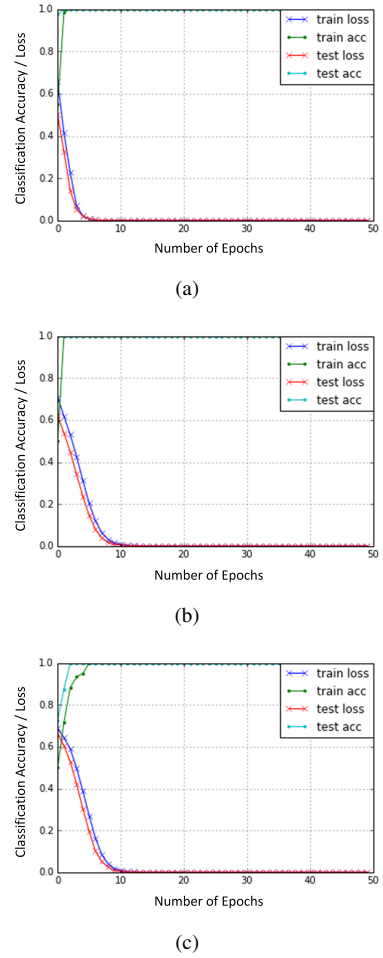 1.0
0.8
0.6
0.4
0.2
0.0
Classification Accuracy / Loss
train loss
train acc
test loss
test acc
0 10 20 30 40 50
Number of Epochs
(a)
1.0
0.8
0.6
0.4
0.2
0.0
Classification Accuracy / Loss
train loss
train acc
test loss
test acc
0 10 20 30 40 50
Number of Epochs
(b)
1.0
0.8
0.6
0.4
0.2
0.0
Classification Accuracy / Loss
train loss
train acc
test loss
test acc
0 10 20 30 40 50
Number of Epochs
(c)